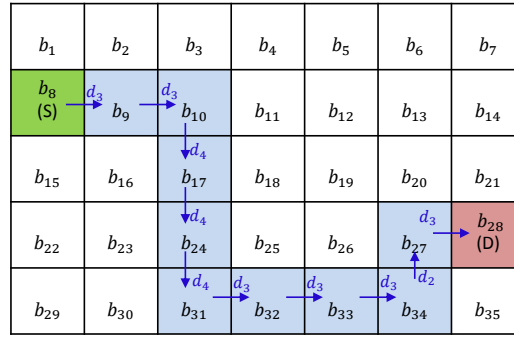 b₁ b₂ b₃ b₄ b₅ b₆ b₇
b₈ d₃ d₃
(S) b₉ b₁₀ b₁₁ b₁₂ b₁₃ b₁₄
d₄
b₁₅ b₁₆ b₁₇ b₁₈ b₁₉ b₂₀ b₂₁
d₄ d₃ b₂₈
b₂₂ b₂₃ b₂₄ b₂₅ b₂₆ b₂₇ (D)
d₄ d₃ d₃ d₃ d₂
b₂₉ b₃₀ b₃₁ b₃₂ b₃₃ b₃₄ b₃₅